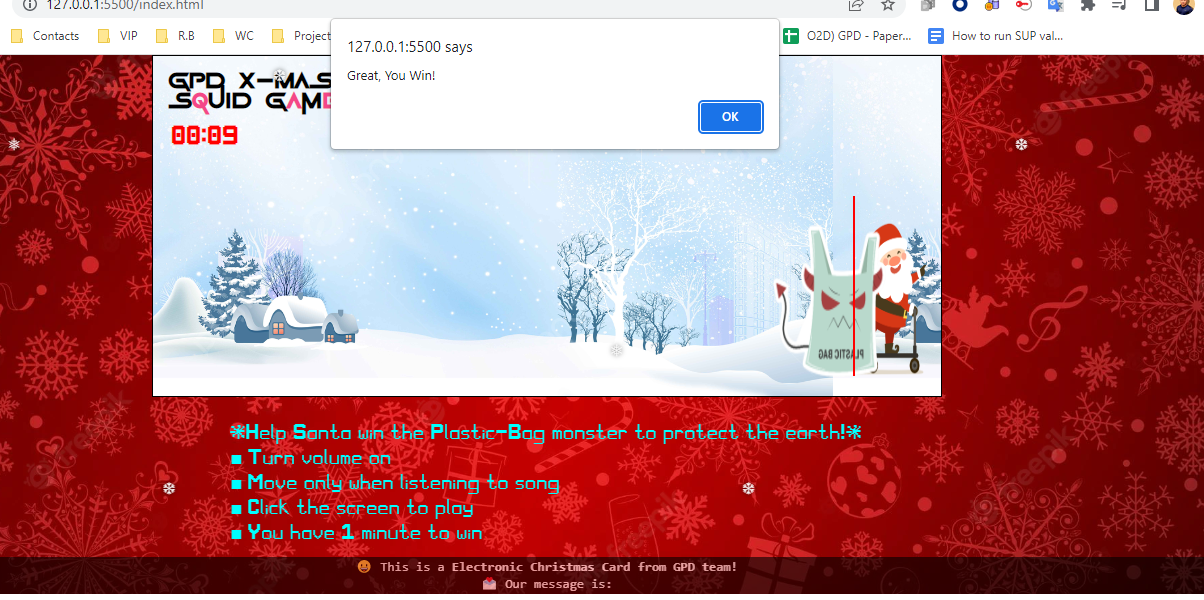 127.0.0.1:5500/index.html
Contacts VIP R.B WC Project O2D) GPD - Paper... How to run SUP val...
127.0.0.1:5500 says
Great, You Win!
OK
GPD X-MAS
SQUID GAME
00:09
PLASTIC BAG
*Help Santa win the Plastic-Bag monster to protect the earth!*
■ Turn volume on
■ Move only when listening to song
■ Click the screen to play
■ You have 1 minute to win
This is a Electronic Christmas Card from GPD team!
Our message is: